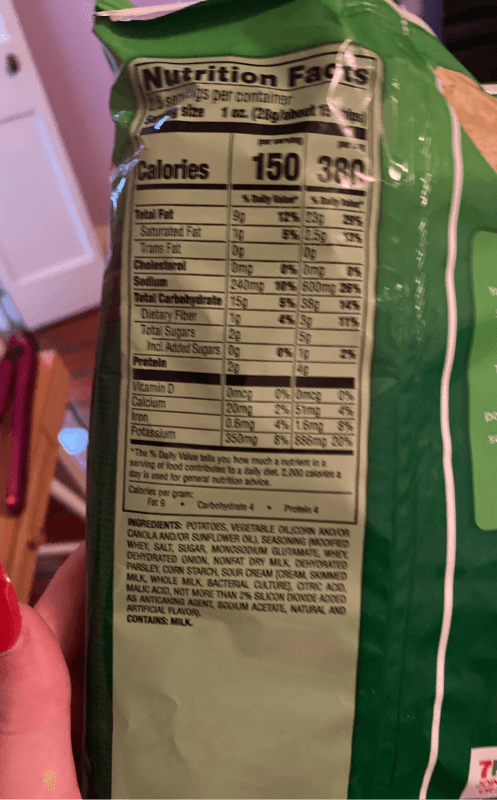 Nutrition Facts
servings per container
size 1 oz. (28g/about
per serving
Calories 150 380
% Daily Value* % Daily Value*
Total Fat 9g 12% 23g 29%
Saturated Fat 1g 5% 2.5g 13%
Trans Fat 0g 0g
Cholesterol 0mg 0% 0mg 0%
Sodium 240mg 10% 600mg 26%
Total Carbohydrate 15g 5% 38g 14%
Dietary Fiber 1g 4% 3g 11%
Total Sugars 2g 5g
Incl. Added Sugars 0g 0% 1g 2%
Protein 2g 4g
Vitamin D 0mcg 0% 0mcg 0%
Calcium 20mg 2% 51mg 4%
Iron 0.6mg 4% 1.6mg 8%
Potassium 350mg 8% 886mg 20%
*The % Daily Value tells you how much a nutrient in a
serving of food contributes to a daily diet. 2,000 calories a
day is used for general nutrition advice.
Calories per gram:
Fat 9 • Carbohydrate 4 • Protein 4
INGREDIENTS: POTATOES, VEGETABLE OIL (CORN AND/OR
CANOLA AND/OR SUNFLOWER OIL), SEASONING (MODIFIED
WHEY, SALT, SUGAR, MONOSODIUM GLUTAMATE, WHEY,
DEHYDRATED ONION, NONFAT DRY MILK, DEHYDRATED
PARSLEY, CORN STARCH, SOUR CREAM [CREAM, SKIMMED
MILK, WHOLE MILK, BACTERIAL CULTURE], CITRIC ACID,
MALIC ACID, NOT MORE THAN 2% SILICON DIOXIDE ADDED
AS ANTICAKING AGENT, SODIUM ACETATE, NATURAL AND
ARTIFICIAL FLAVOR).
CONTAINS: MILK.